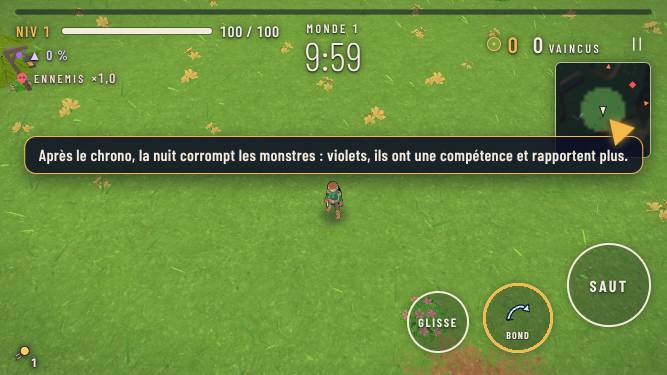 NIV 1 100 / 100
MONDE 1
9:59
0 0 VAINCUS
0 %
ENNEMIS ×1,0
Après le chrono, la nuit corrompt les monstres : violets, ils ont une compétence et rapportent plus.
SAUT
GLISSE
BOND
1